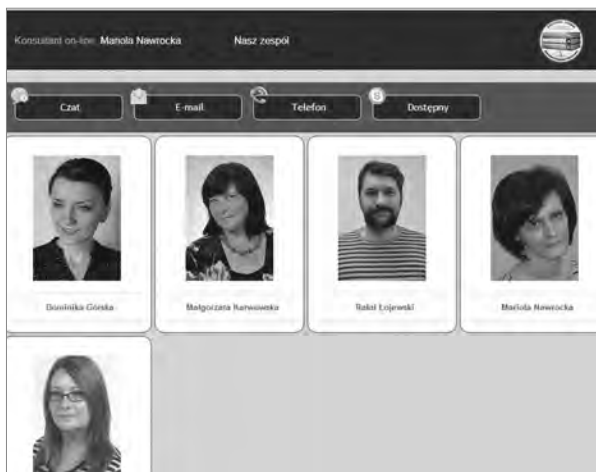 Konsultant on-line: Mariola Nawrocka Nasz zespół
Czat E-mail Telefon Dostępny
Dominika Górska Małgorzata Karwowska Rafał Łojewski Mariola Nawrocka